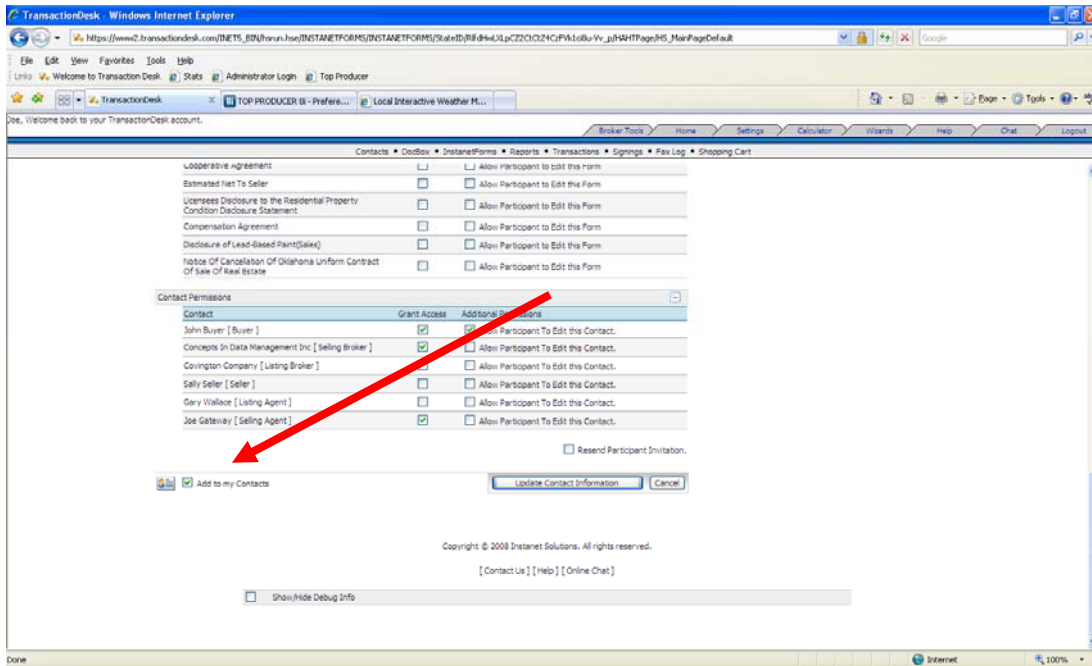 TransactionDesk - Windows Internet Explorer
Google
File Edit View Favorites Tools Help
Links Welcome to Transaction Desk Stats Administrator Login Top Producer
TransactionDesk TOP PRODUCER 8i - Prefere... Local Interactive Weather M... Page Tools
Joe, Welcome back to your TransactionDesk account.
Broker Tools Home Settings Calculator Wizards Help Chat Logout
Contacts • DocBox • InstanetForms • Reports • Transactions • Signings • Fax Log • Shopping Cart
Cooperative Agreement Allow Participant to Edit this Form
Estimated Net To Seller Allow Participant to Edit this Form
Licensees Disclosure to the Residential Property
Condition Disclosure Statement Allow Participant to Edit this Form
Compensation Agreement Allow Participant to Edit this Form
Disclosure of Lead-Based Paint(Sales) Allow Participant to Edit this Form
Notice Of Cancellation Of Oklahoma Uniform Contract
Of Sale Of Real Estate Allow Participant to Edit this Form
Contact Permissions
Contact Grant Access Additional
John Buyer [ Buyer ] Allow Participant To Edit this Contact.
Concepts In Data Management Inc [ Selling Broker ] Allow Participant To Edit this Contact.
Covington Company [ Listing Broker ] Allow Participant To Edit this Contact.
Sally Seller [ Seller ] Allow Participant To Edit this Contact.
Gary Wallace [ Listing Agent ] Allow Participant To Edit this Contact.
Joe Gateway [ Selling Agent ] Allow Participant To Edit this Contact.
Resend Participant Invitation.
Add to my Contacts Update Contact Information Cancel
Copyright © 2008 Instanet Solutions. All rights reserved.
[ Contact Us ] [ Help ] [ Online Chat ]
Show/Hide Debug Info
Done Internet 100%